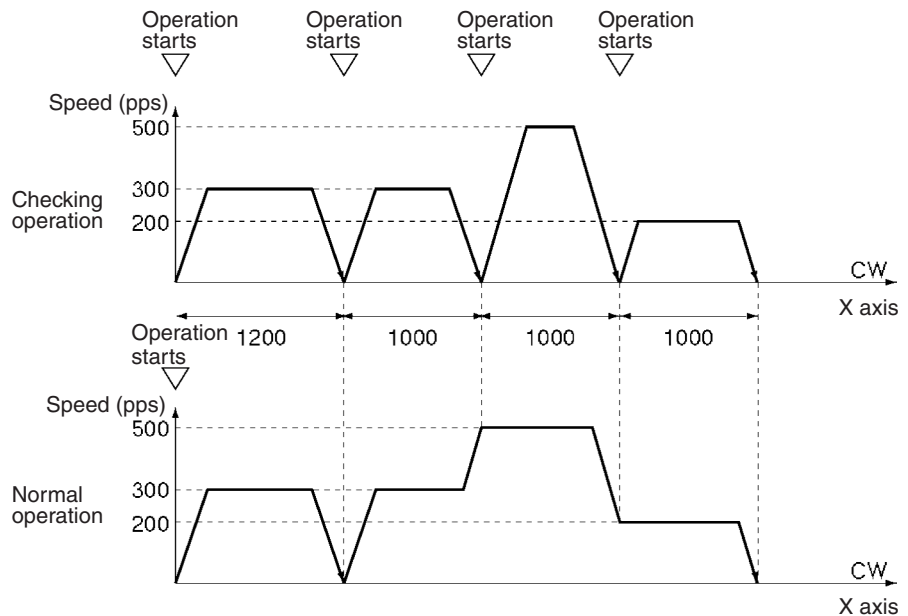 Operation starts
Operation starts
Operation starts
Operation starts
Speed (pps)
500
300
200
Checking operation
CW
X axis
1200
1000
1000
1000
Operation starts
Speed (pps)
500
300
200
Normal operation
CW
X axis